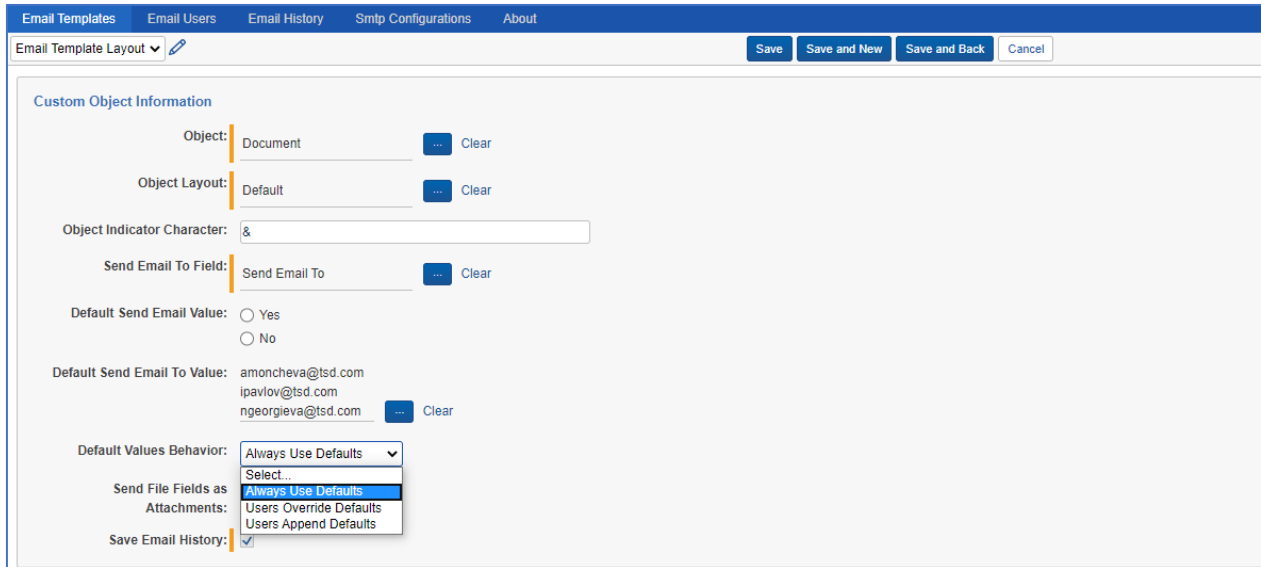 Email Templates Email Users Email History Smtp Configurations About
Email Template Layout Save Save and New Save and Back Cancel
Custom Object Information
Object: Document ... Clear
Object Layout: Default ... Clear
Object Indicator Character: &
Send Email To Field: Send Email To ... Clear
Default Send Email Value: Yes
No
Default Send Email To Value: amoncheva@tsd.com
ipavlov@tsd.com
ngeorgieva@tsd.com ... Clear
Default Values Behavior: Always Use Defaults
Select...
Send File Fields as Always Use Defaults
Attachments: Users Override Defaults
Users Append Defaults
Save Email History: